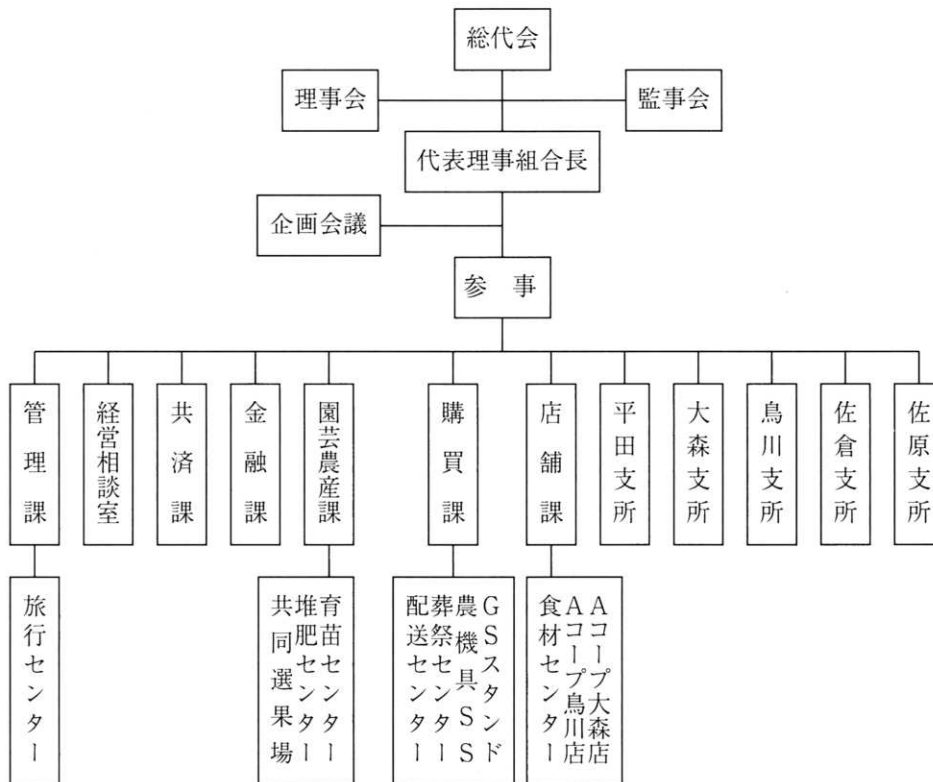 総代会
理事会
監事会
代表理事組合長
企画会議
参 事
管理課
経営相談室
共済課
金融課
園芸農産課
購買課
店舗課
平田支所
大森支所
鳥川支所
佐倉支所
佐原支所
旅行センター
育苗センター
堆肥センター
共同選果場
GSスタンド
農機具SS
葬祭センター
配送センター
Aコープ大森店
Aコープ鳥川店
食材センター